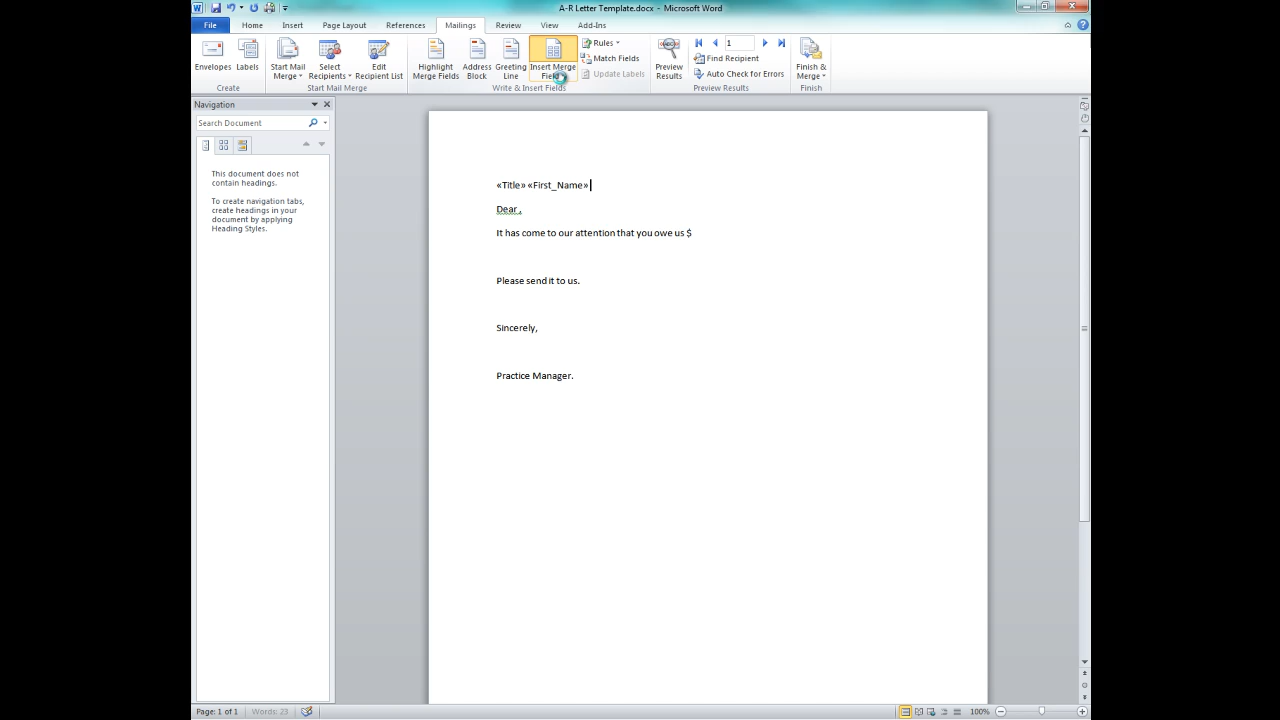 A-R Letter Template.docx - Microsoft Word
File Home Insert Page Layout References Mailings Review View Add-Ins
Envelopes Labels
Create
Start Mail Merge
Select Recipients
Edit Recipient List
Start Mail Merge
Highlight Merge Fields
Address Block
Greeting Line
Insert Merge Field
Rules
Match Fields
Update Labels
Write & Insert Fields
Preview Results
1
Find Recipient
Auto Check for Errors
Preview Results
Finish & Merge
Finish
Navigation
Search Document
This document does not
contain headings.
To create navigation tabs,
create headings in your
document by applying
Heading Styles.
«Title» «First_Name»
Dear ,
It has come to our attention that you owe us $
Please send it to us.
Sincerely,
Practice Manager.
Page: 1 of 1 Words: 23 100%